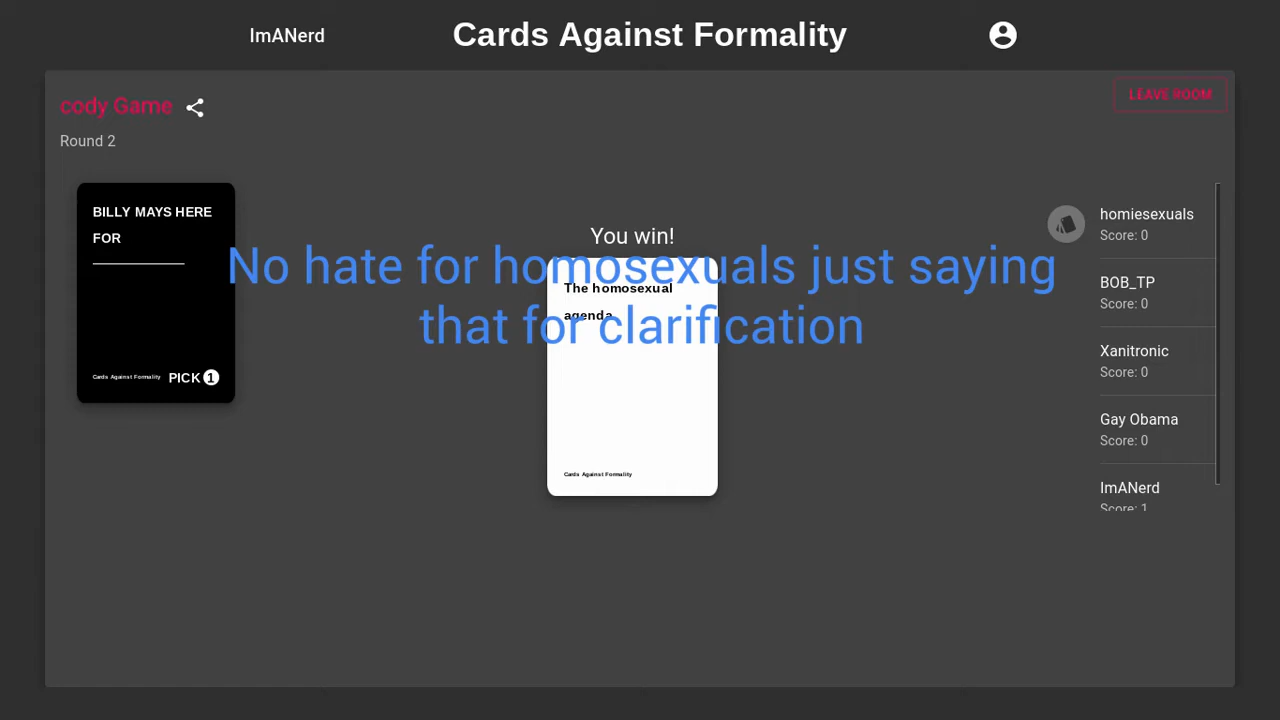 ImANerd
Cards Against Formality
cody Game
LEAVE ROOM
Round 2
BILLY MAYS HERE
FOR
Cards Against Formality PICK 1
You win!
No hate for homosexuals just saying
that for clarification
The homosexual
agenda.
Cards Against Formality
homiesexuals
Score: 0
BOB_TP
Score: 0
Xanitronic
Score: 0
Gay Obama
Score: 0
ImANerd
Score: 1